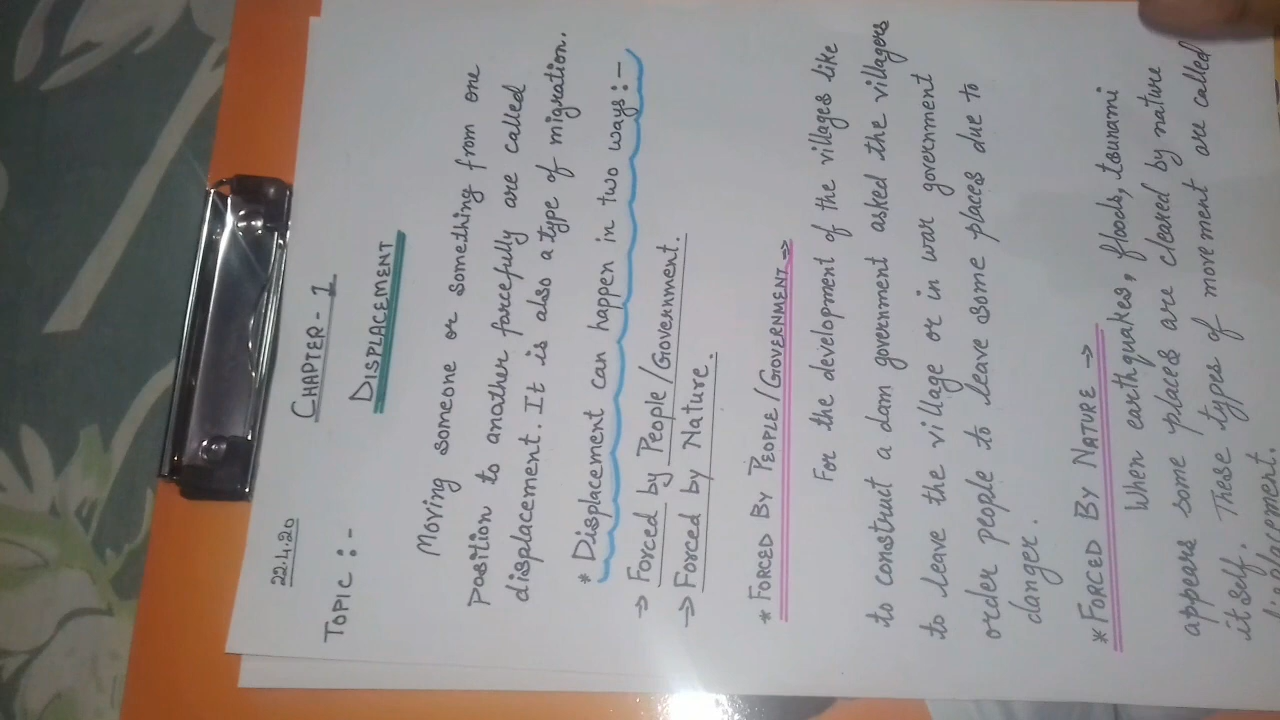 22.4.20
CHAPTER - 1
TOPIC :- DISPLACEMENT
Moving someone or something from one
position to another forcefully are called
displacement. It is also a type of migration.
* Displacement can happen in two ways :-
→ Forced by People/Government.
→ Forced by Nature.
* FORCED BY PEOPLE/GOVERNMENT →
For the development of the villages like
to construct a dam government asked the villagers
to leave the village or in war government
order people to leave some places due to
danger.
* FORCED BY NATURE →
When earthquakes, floods, tsunami
appears some places are cleared by nature
itself. These types of movement are called
displacement.